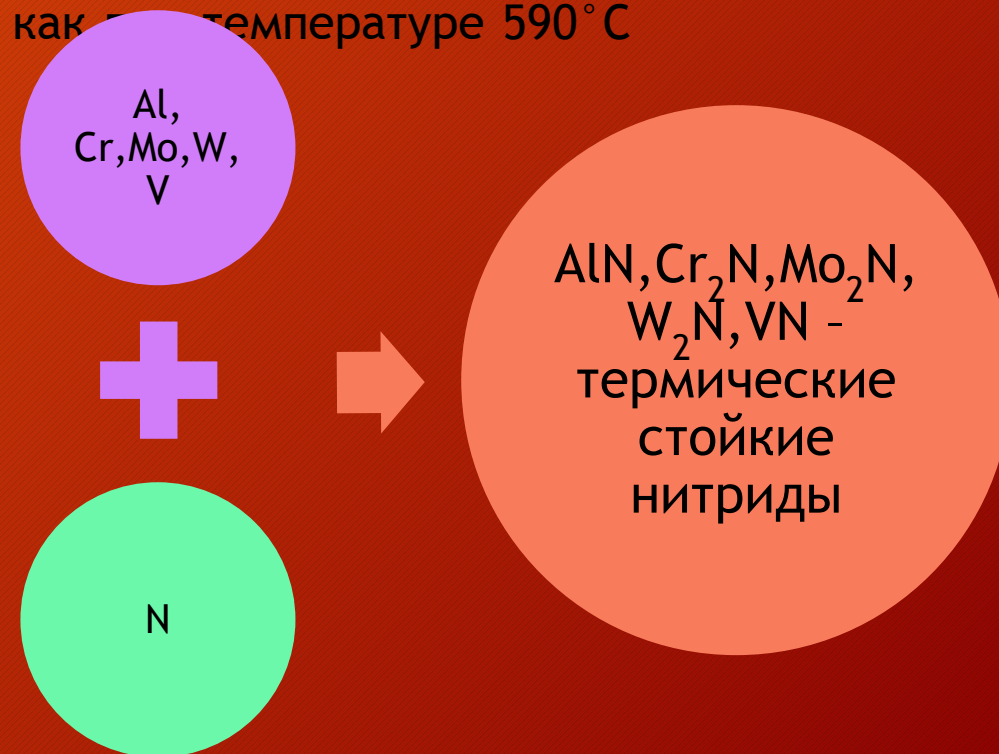 как температуре 590°C
Al,
Cr,Mo,W,
V
AlN,Cr₂N,Mo₂N,
W₂N,VN –
термические
стойкие
нитриды
N